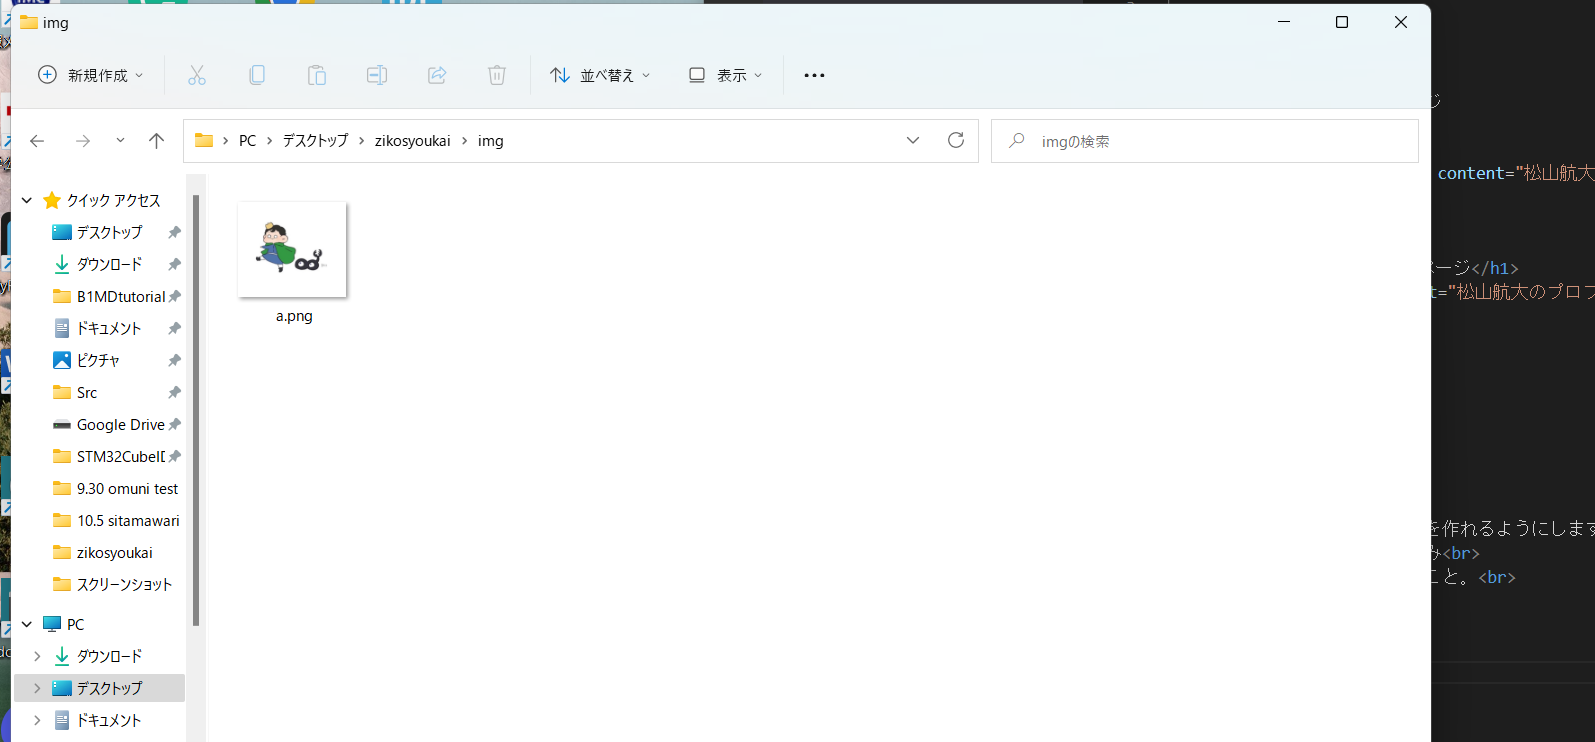 img
新規作成
並べ替え
表示
PC
デスクトップ
zikosyoukai
img
imgの検索
クイック アクセス
デスクトップ
ダウンロード
B1MDtutorial
ドキュメント
ピクチャ
Src
Google Drive
STM32CubeI
9.30 omuni test
10.5 sitamawari
zikosyoukai
スクリーンショット
PC
ダウンロード
デスクトップ
ドキュメント
a.png
content="松山航大
ージ</h1>
="松山航大のプロフ
を作れるようにします
<br>
こと。<br>